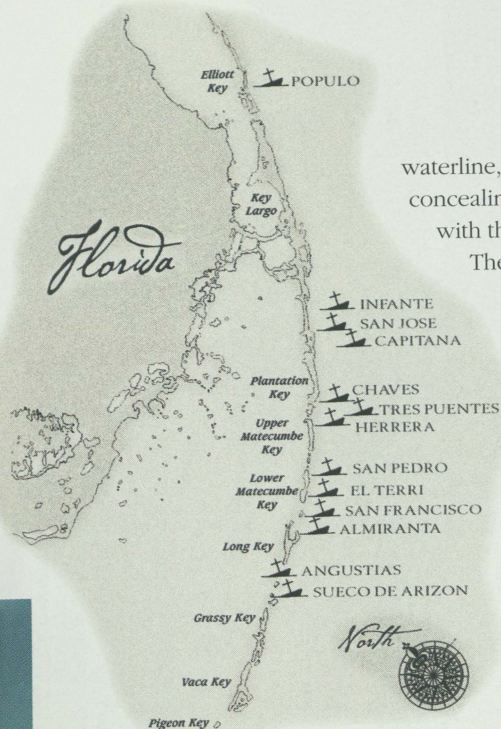 Elliott
Key
POPULO
waterline,
concealin
with th
The
Key
Largo
Florida
INFANTE
SAN JOSE
CAPITANA
Plantation
Key
CHAVES
TRES PUENTES
HERRERA
Upper
Matecumbe
Key
SAN PEDRO
Lower
Matecumbe
Key
EL TERRI
SAN FRANCISCO
ALMIRANTA
Long Key
ANGUSTIAS
SUECO DE ARIZON
Grassy Key
North
Vaca Key
Pigeon Key